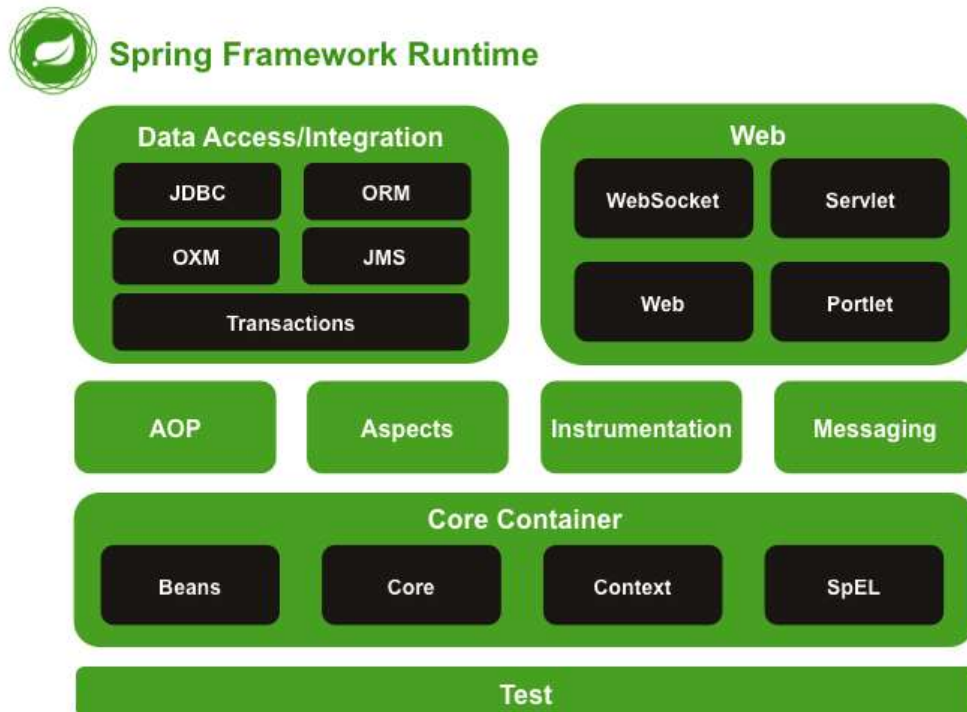 Spring Framework Runtime
Data Access/Integration
JDBC ORM
OXM JMS
Transactions
Web
WebSocket Servlet
Web Portlet
AOP Aspects Instrumentation Messaging
Core Container
Beans Core Context SpEL
Test